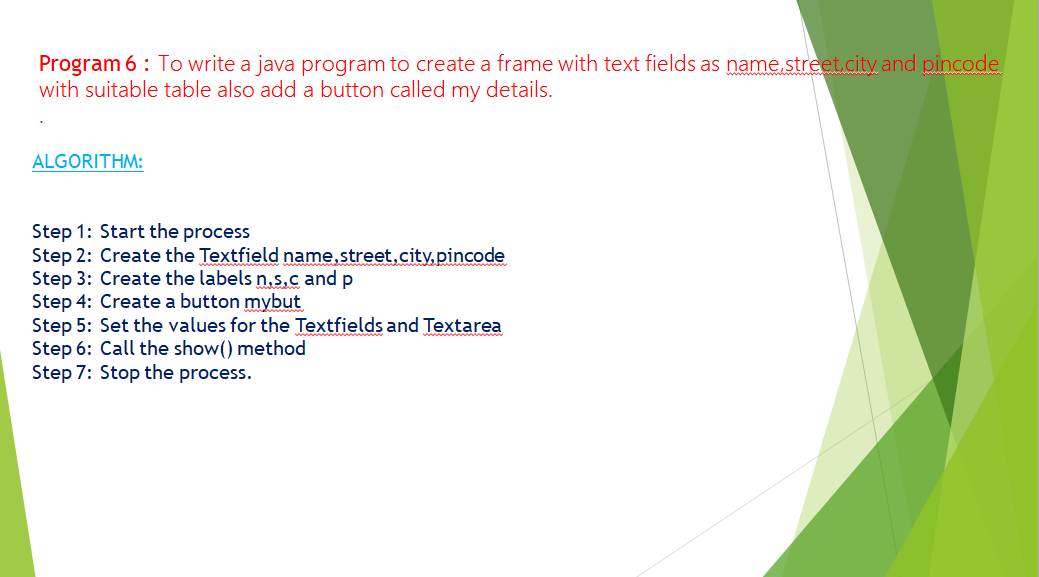 Program 6 : To write a java program to create a frame with text fields as name,street,city and pincode
with suitable table also add a button called my details.
.
ALGORITHM:
Step 1: Start the process
Step 2: Create the Textfield name,street,city,pincode
Step 3: Create the labels n,s,c and p
Step 4: Create a button mybut
Step 5: Set the values for the Textfields and Textarea
Step 6: Call the show() method
Step 7: Stop the process.